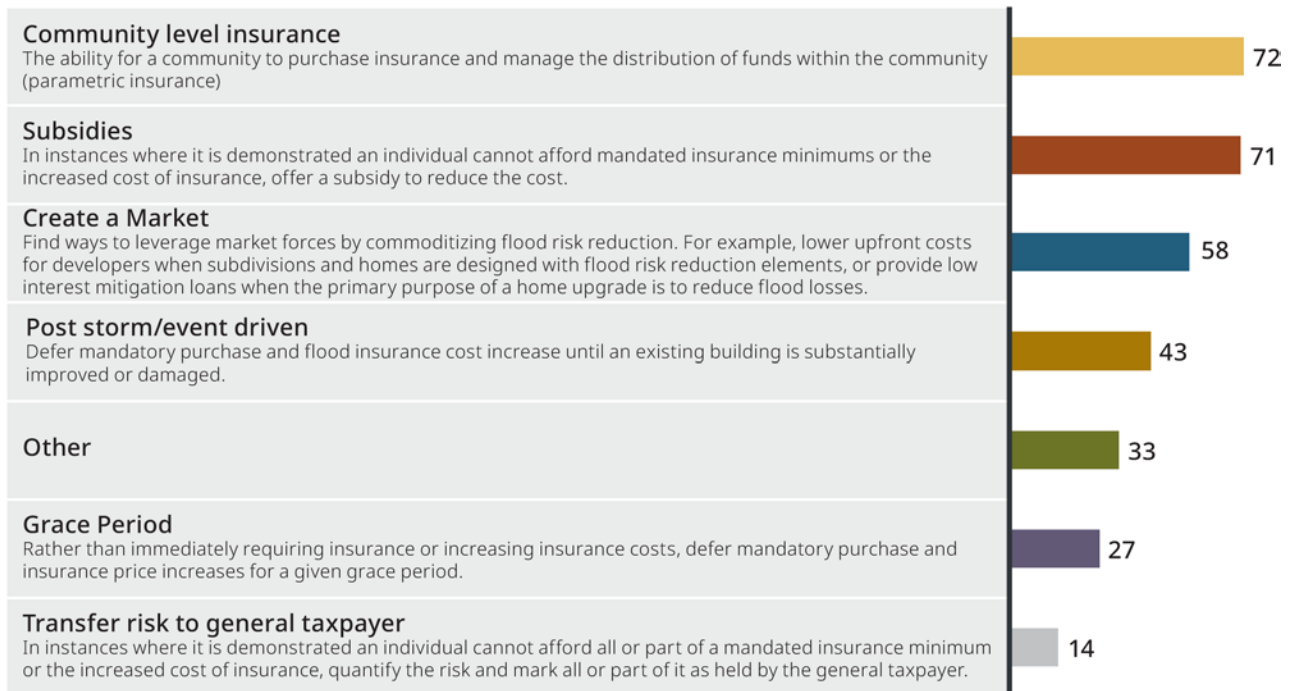 Community level insurance
The ability for a community to purchase insurance and manage the distribution of funds within the community
(parametric insurance)
72
Subsidies
In instances where it is demonstrated an individual cannot afford mandated insurance minimums or the
increased cost of insurance, offer a subsidy to reduce the cost.
71
Create a Market
Find ways to leverage market forces by commoditizing flood risk reduction. For example, lower upfront costs
for developers when subdivisions and homes are designed with flood risk reduction elements, or provide low
interest mitigation loans when the primary purpose of a home upgrade is to reduce flood losses.
58
Post storm/event driven
Defer mandatory purchase and flood insurance cost increase until an existing building is substantially
improved or damaged.
43
Other
33
Grace Period
Rather than immediately requiring insurance or increasing insurance costs, defer mandatory purchase and
insurance price increases for a given grace period.
27
Transfer risk to general taxpayer
In instances where it is demonstrated an individual cannot afford all or part of a mandated insurance minimum
or the increased cost of insurance, quantify the risk and mark all or part of it as held by the general taxpayer.
14